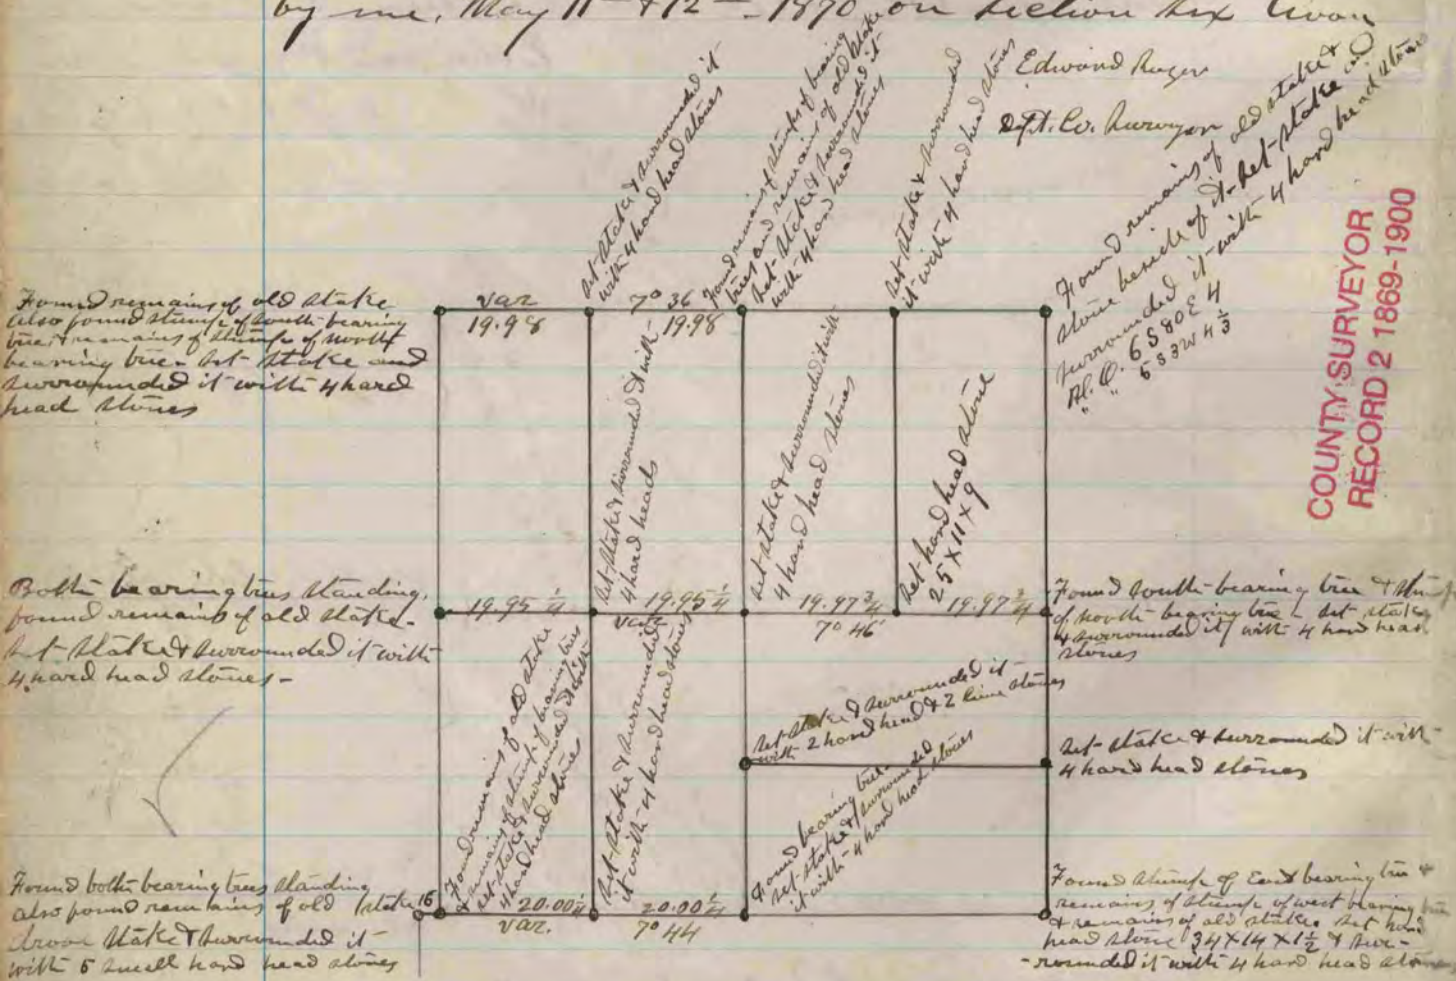 by me, May 11th & 12th 1870 on Section Six
Edward Ruger
Dept. Co. Surveyor
set stake & surrounded it
with 4 hard head stones
Found remains of stumps of bearing
trees and remains of old stake
set stake & surrounded it
with 4 hard head stones
set stake & surrounded
it with 4 hard head stones
Found remains of old stake &
stone beside of it - set stake and
surrounded it with 4 hard head stones
COUNTY SURVEYOR
RECORD 2 1869-1900
Found remains of old stake
also found stump of south bearing
tree & remains of stump of north
bearing tree - set stake and
surrounded it with 4 hard
head stones
var 7° 36
19.98 19.98
set stake & surrounded it with
4 hard heads
set stake & surrounded it with
4 hard head stones
set hard head stone
25 X 11 X 9
Both bearing trees standing,
found remains of old stake -
set stake & surrounded it with
4 hard head stones -
19.95 1/4 19.95 1/4 19.97 3/4 19.97 3/4
var 7° 46'
Found south bearing tree &
of north bearing tree - set stake
& surrounded it with 4 hard head
stones
Found remains of old stake
& remains of stump of bearing tree
set stake & surrounded it with
4 hard head stones
set stake & surrounded
it with 4 hard head stones
set stake & surrounded it
with 2 hard head & 2 lime stones
set stake & surrounded it with
4 hard head stones
Found bearing tree -
set stake & surrounded
it with 4 hard head stones
Found both bearing trees standing
also found remains of old stake
drove stake & surrounded it
with 5 small hard head stones
16
20.00 1/4 20.00 1/4
var. 7° 44
Found stump of East bearing tree &
remains of stump of west bearing tree
& remains of old stake. set hard
head stone 34 X 14 X 1 1/2 & sur-
-rounded it with 4 hard head stones